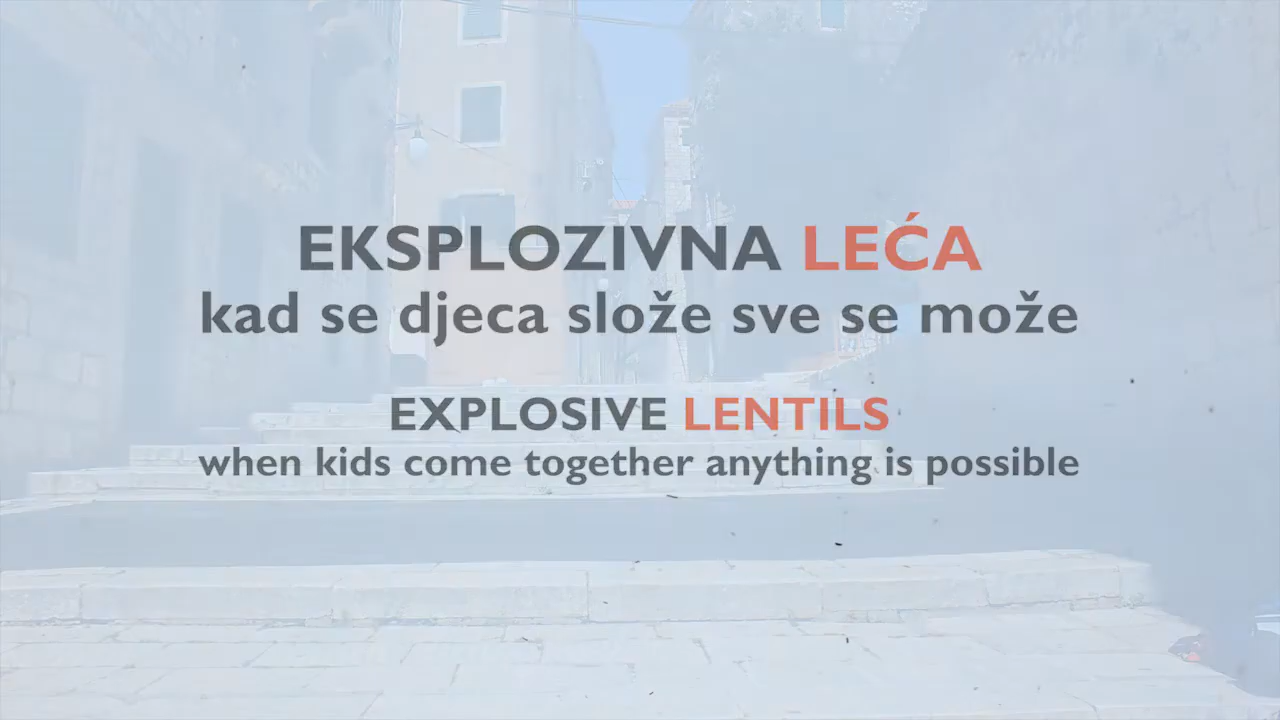 EKSPLOZIVNA LEĆA
kad se djeca slože sve se može
EXPLOSIVE LENTILS
when kids come together anything is possible